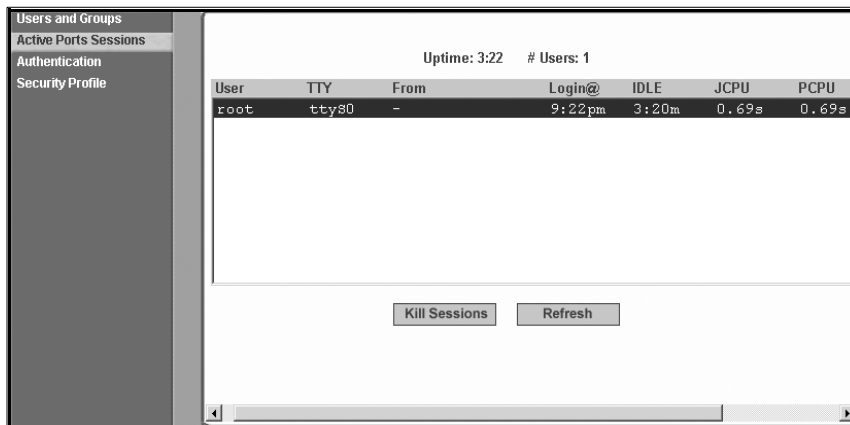 Users and Groups
Active Ports Sessions
Authentication
Security Profile
Uptime: 3:22 # Users: 1
User TTY From Login@ IDLE JCPU PCPU
root ttyS0 - 9:22pm 3:20m 0.69s 0.69s
Kill Sessions Refresh